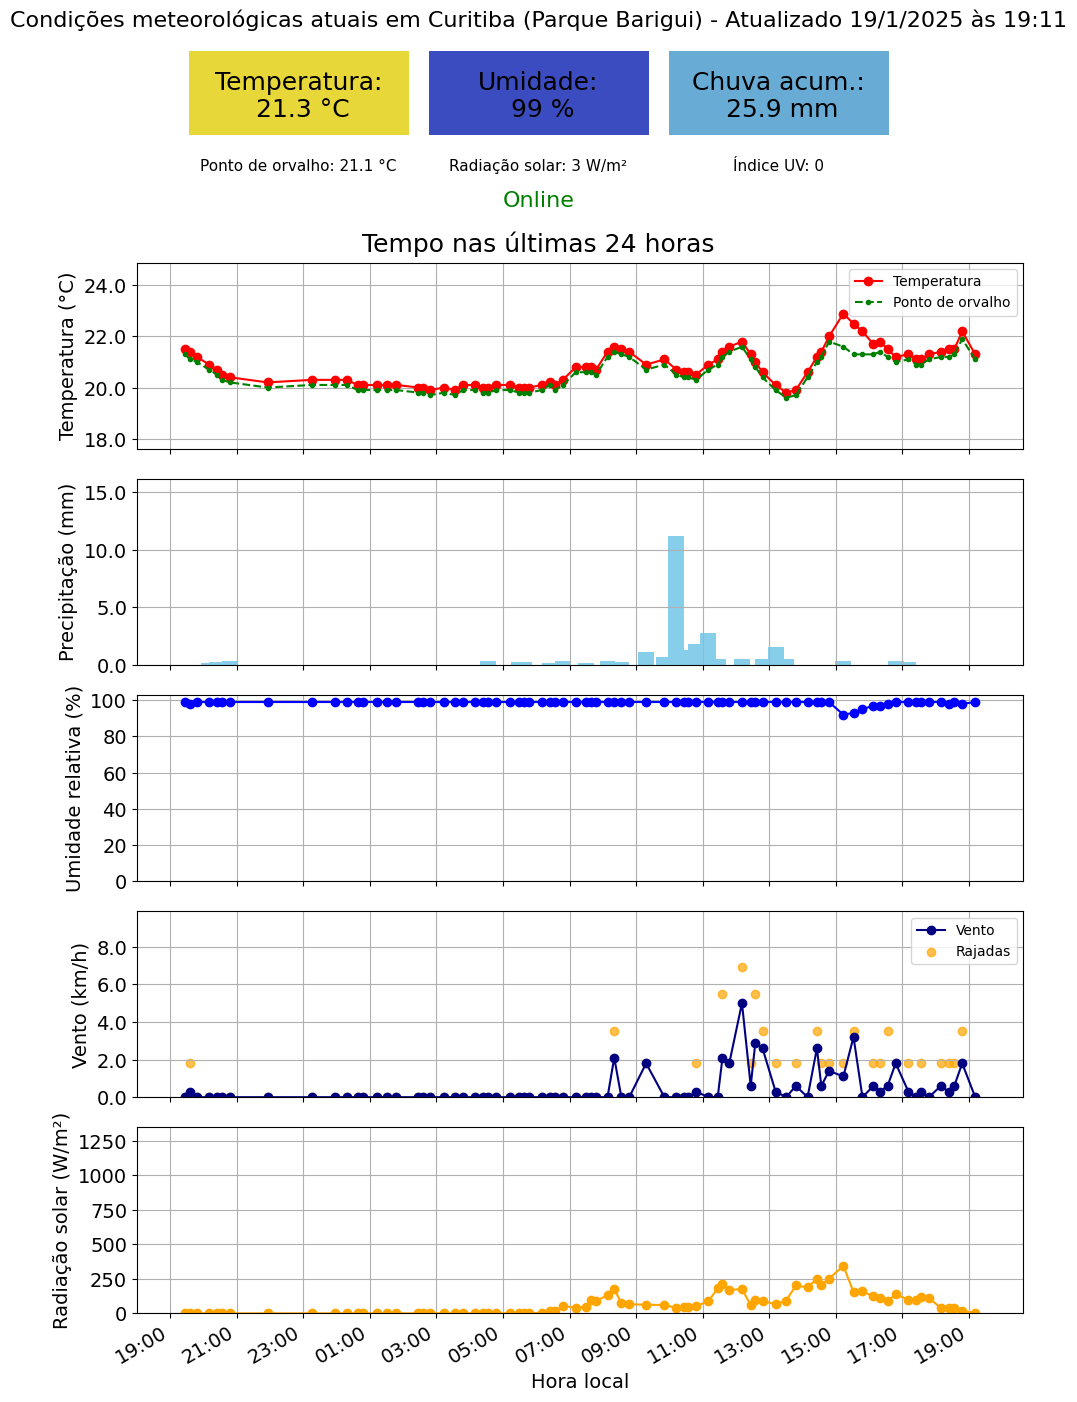 Condições meteorológicas atuais em Curitiba (Parque Barigui) - Atualizado 19/1/2025 às 19:11
Temperatura:
21.3 °C
Umidade:
99 %
Chuva acum.:
25.9 mm
Ponto de orvalho: 21.1 °C
Radiação solar: 3 W/m²
Índice UV: 0
Online
Tempo nas últimas 24 horas
Temperatura (°C)
24.0
22.0
20.0
18.0
Temperatura
Ponto de orvalho
Precipitação (mm)
15.0
10.0
5.0
0.0
Umidade relativa (%)
100
80
60
40
20
0
Vento (km/h)
8.0
6.0
4.0
2.0
0.0
Vento
Rajadas
Radiação solar (W/m²)
1250
1000
750
500
250
0
19:00
21:00
23:00
01:00
03:00
05:00
07:00
09:00
11:00
13:00
15:00
17:00
19:00
Hora local